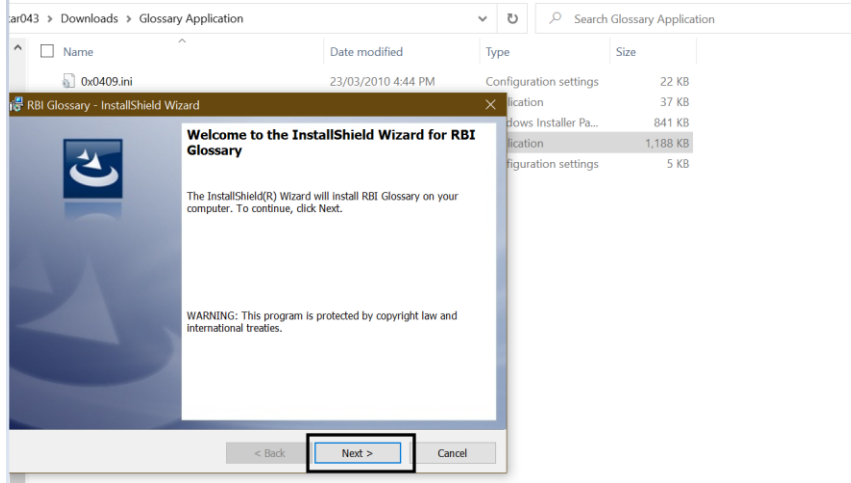 car043 > Downloads > Glossary Application
Search Glossary Application
Name Date modified Type Size
0x0409.ini 23/03/2010 4:44 PM Configuration settings 22 KB
RBI Glossary - InstallShield Wizard
lication 37 KB
dows Installer Pa... 841 KB
lication 1,188 KB
figuration settings 5 KB
Welcome to the InstallShield Wizard for RBI
Glossary
The InstallShield(R) Wizard will install RBI Glossary on your
computer. To continue, click Next.
WARNING: This program is protected by copyright law and
international treaties.
< Back Next > Cancel